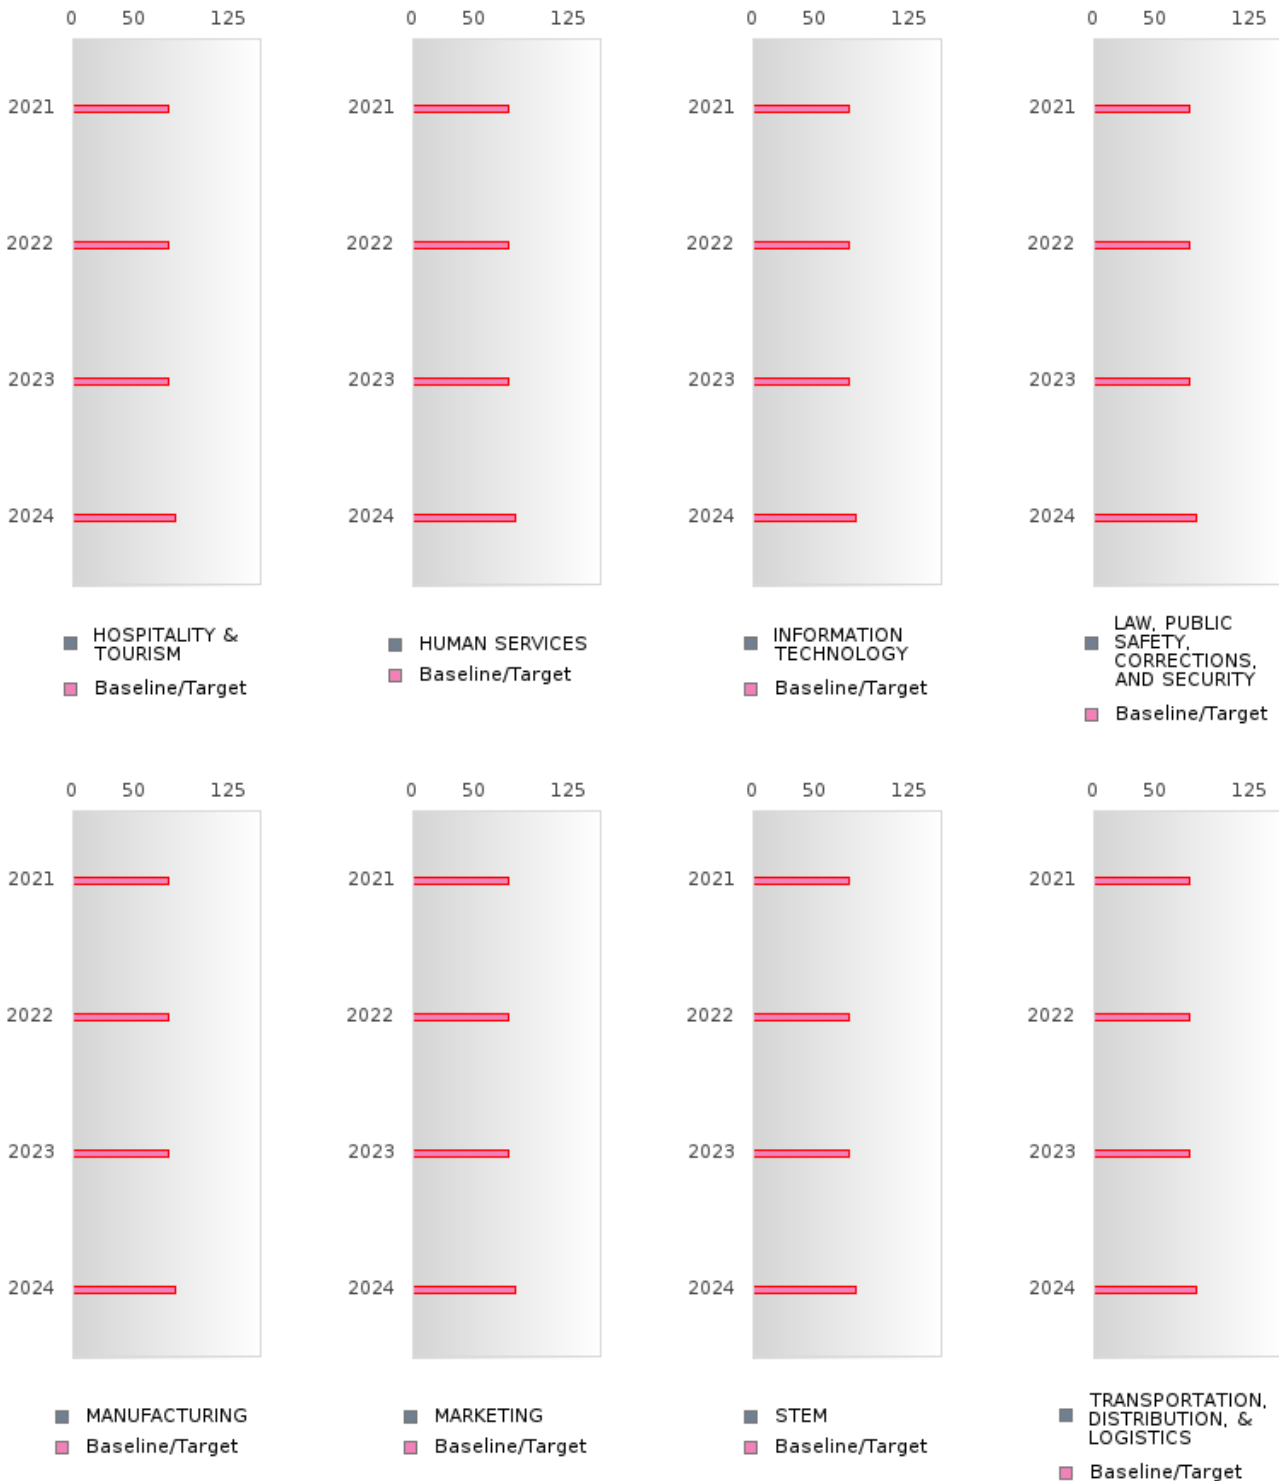 0 50 125 0 50 125 0 50 125 0 50 125
2021 2021 2021 2021
2022 2022 2022 2022
2023 2023 2023 2023
2024 2024 2024 2024
HOSPITALITY &
TOURISM
Baseline/Target
HUMAN SERVICES
Baseline/Target
INFORMATION
TECHNOLOGY
Baseline/Target
LAW, PUBLIC
SAFETY,
CORRECTIONS,
AND SECURITY
Baseline/Target
0 50 125 0 50 125 0 50 125 0 50 125
2021 2021 2021 2021
2022 2022 2022 2022
2023 2023 2023 2023
2024 2024 2024 2024
MANUFACTURING
Baseline/Target
MARKETING
Baseline/Target
STEM
Baseline/Target
TRANSPORTATION,
DISTRIBUTION, &
LOGISTICS
Baseline/Target